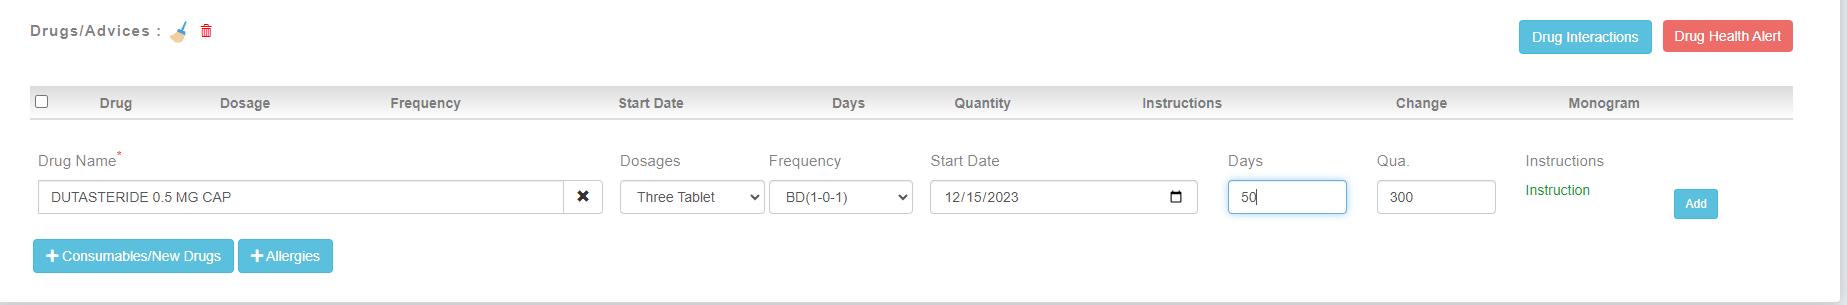 Drugs/Advices :
Drug Interactions
Drug Health Alert
Drug Dosage Frequency Start Date Days Quantity Instructions Change Monogram
Drug Name* Dosages Frequency Start Date Days Qua. Instructions
DUTASTERIDE 0.5 MG CAP Three Tablet BD(1-0-1) 12/15/2023 50 300 Instruction
Add
Consumables/New Drugs
Allergies